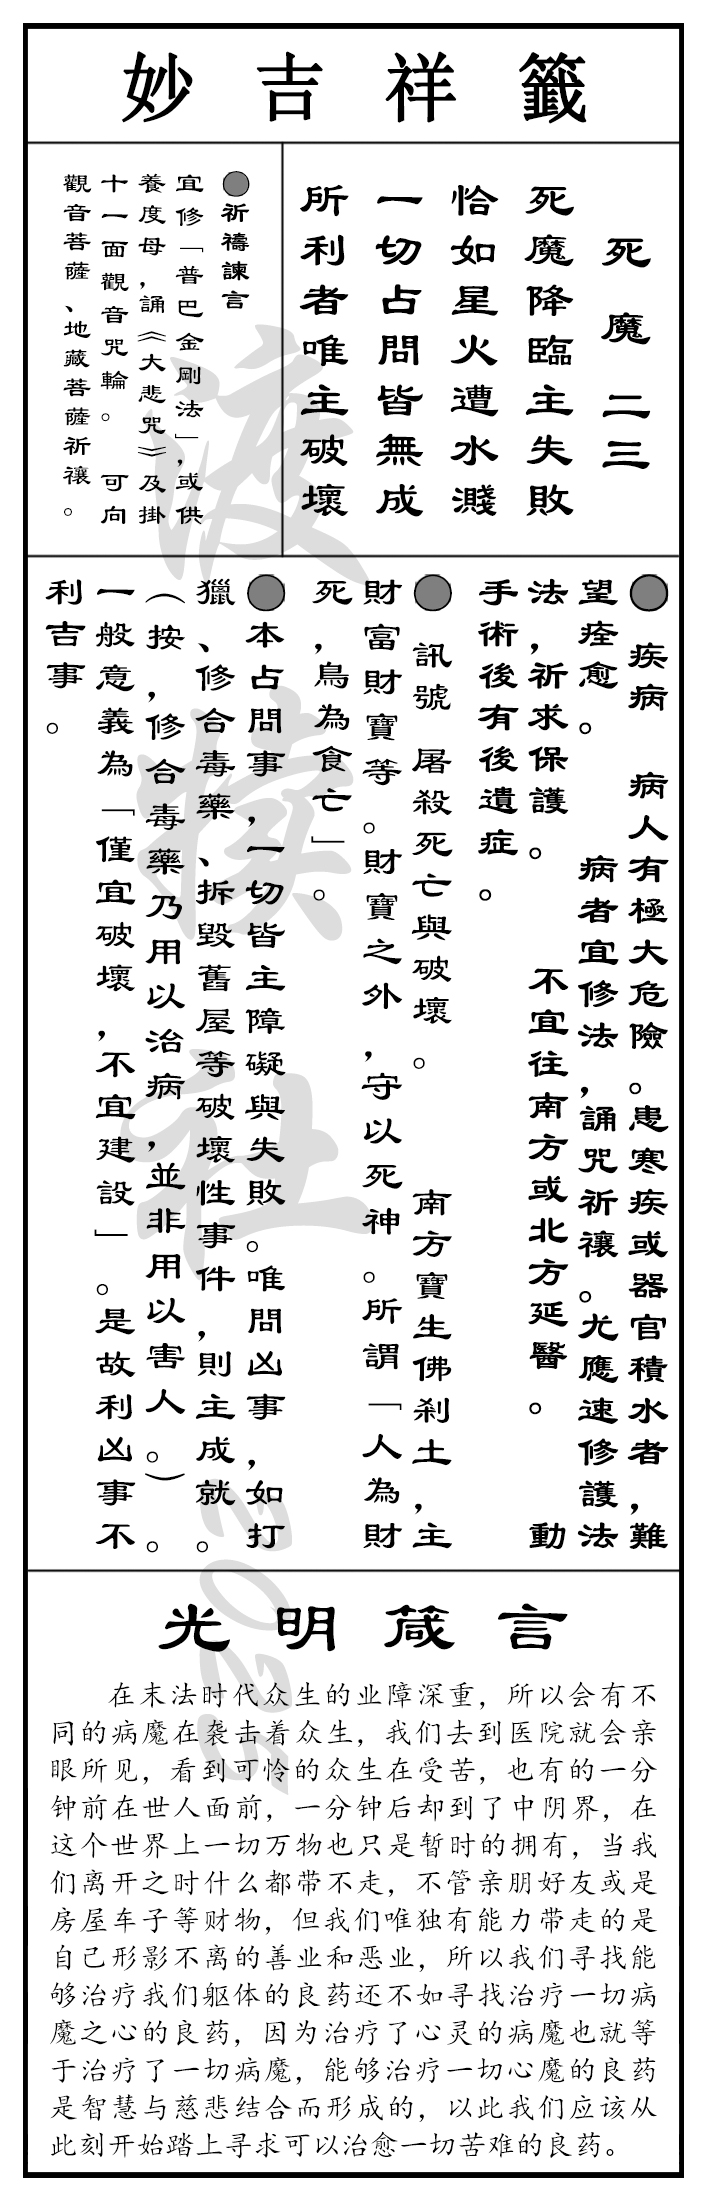 妙吉祥籤
死魔 二三
死魔降臨主失敗
恰如星火遭水濺
一切占問皆無成
所利者唯主破壞
●祈禱諫言
宜修「普巴金剛法」，或供
養度母，誦《大悲咒》及掛
十一面觀音咒輪。 可向
觀音菩薩、地藏菩薩祈禳。
●疾病 病人有極大危險。患寒疾或器官積水者，難
望痊愈。 病者宜修法，誦咒祈禳。尤應速修護法
法，祈求保護。 不宜往南方或北方延醫。 動
手術後有後遺症。
●訊號 屠殺死亡與破壞。 南方寶生佛剎土，主
財富財寶等。財寶之外，守以死神。所謂「人為財
死，鳥為食亡」。
●本占問事，一切皆主障礙與失敗。唯問凶事，如打
獵、修合毒藥、拆毀舊屋等破壞性事件，則主成就。
（按，修合毒藥乃用以治病，並非用以害人。）。
一般意義為「僅宜破壞，不宜建設」。是故利凶事不
利吉事。
光明箴言
在末法时代众生的业障深重，所以会有不
同的病魔在袭击着众生，我们去到医院就会亲
眼所见，看到可怜的众生在受苦，也有的一分
钟前在世人面前，一分钟后却到了中阴界，在
这个世界上一切万物也只是暂时的拥有，当我
们离开之时什么都带不走，不管亲朋好友或是
房屋车子等财物，但我们唯独有能力带走的是
自己形影不离的善业和恶业，所以我们寻找能
够治疗我们躯体的良药还不如寻找治疗一切病
魔之心的良药，因为治疗了心灵的病魔也就等
于治疗了一切病魔，能够治疗一切心魔的良药
是智慧与慈悲结合而形成的，以此我们应该从
此刻开始踏上寻求可以治愈一切苦难的良药。
渡犊社2025